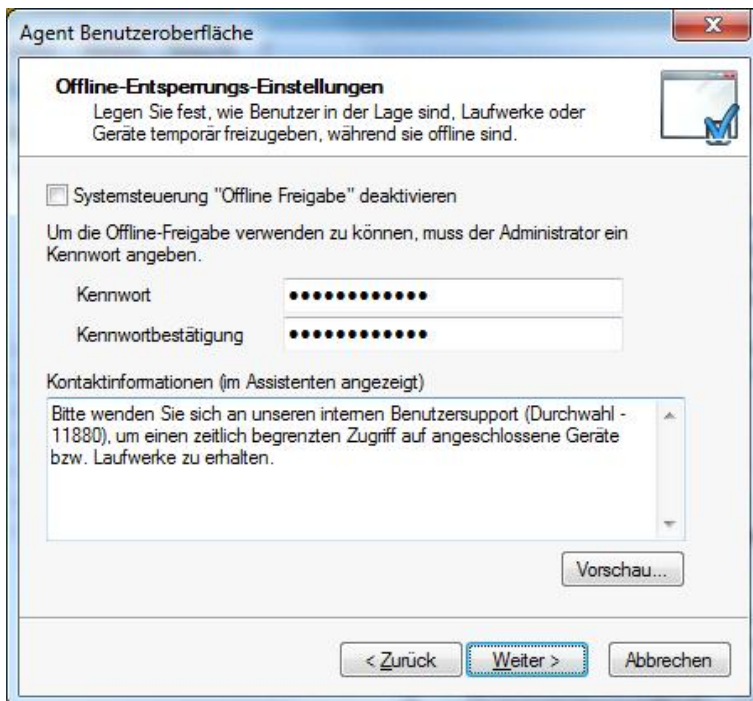 Agent Benutzeroberfläche
Offline-Entsperrungs-Einstellungen
Legen Sie fest, wie Benutzer in der Lage sind, Laufwerke oder
Geräte temporär freizugeben, während sie offline sind.
Systemsteuerung "Offline Freigabe" deaktivieren
Um die Offline-Freigabe verwenden zu können, muss der Administrator ein
Kennwort angeben.
Kennwort ●●●●●●●●●●●●
Kennwortbestätigung ●●●●●●●●●●●●
Kontaktinformationen (im Assistenten angezeigt)
Bitte wenden Sie sich an unseren internen Benutzersupport (Durchwahl -
11880), um einen zeitlich begrenzten Zugriff auf angeschlossene Geräte
bzw. Laufwerke zu erhalten.
Vorschau...
< Zurück Weiter > Abbrechen